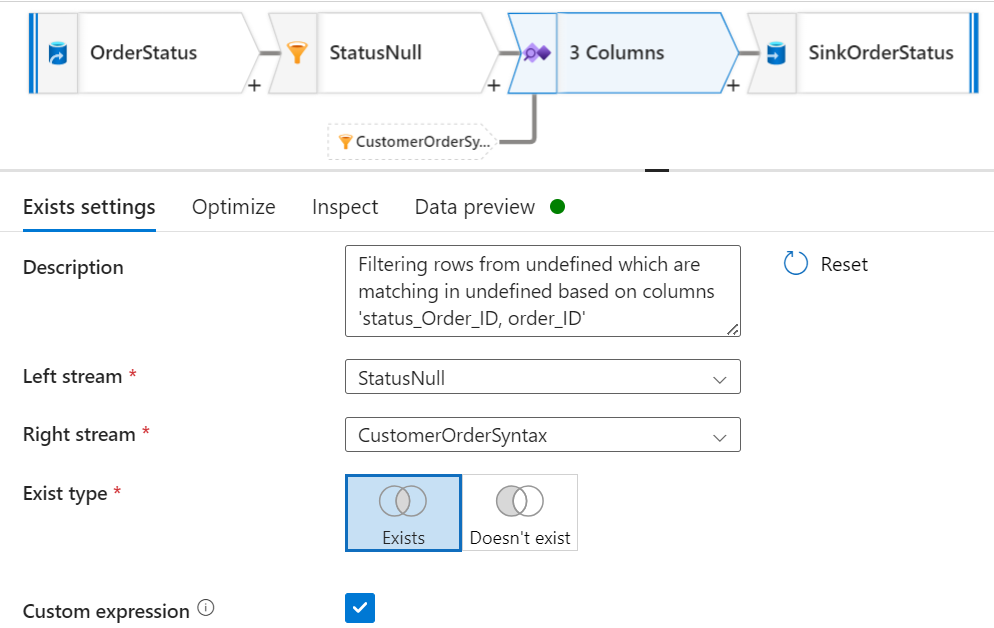 OrderStatus
StatusNull
3 Columns
SinkOrderStatus
+
+
+
CustomerOrderSy...
Exists settings
Optimize
Inspect
Data preview
Description
Filtering rows from undefined which are
matching in undefined based on columns
'status_Order_ID, order_ID'
Reset
Left stream *
StatusNull
Right stream *
CustomerOrderSyntax
Exist type *
Exists
Doesn't exist
Custom expression